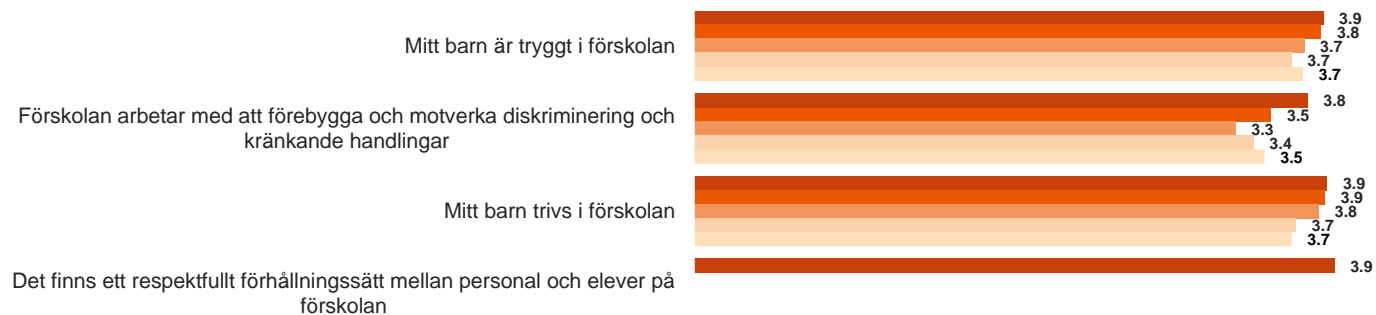 Mitt barn är tryggt i förskolan
3.9
3.8
3.7
3.7
3.7
Förskolan arbetar med att förebygga och motverka diskriminering och
kränkande handlingar
3.8
3.5
3.3
3.4
3.5
Mitt barn trivs i förskolan
3.9
3.9
3.8
3.7
3.7
Det finns ett respektfullt förhållningssätt mellan personal och elever på
förskolan
3.9